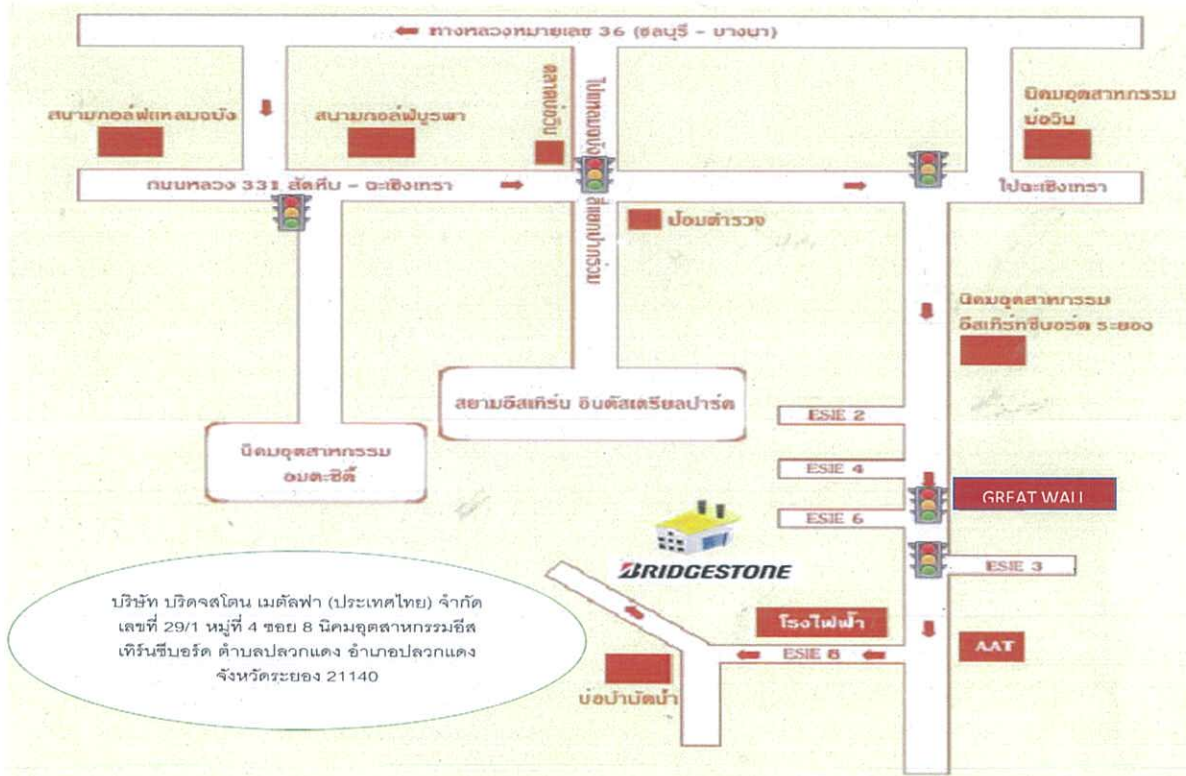 ทางหลวงหมายเลข 36 (ชลบุรี - บางนา)
สนามกอล์ฟแหลมฉบัง
สนามกอล์ฟบูรพา
ตลาดบ่อวิน
ไปแหลมฉบัง
นิคมอุตสาหกรรม
บ่อวิน
ถนนหลวง 331 สัตหีบ - ฉะเชิงเทรา
ไปฉะเชิงเทรา
ป้อมตำรวจ
สี่แยกปากร่วม
นิคมอุตสาหกรรม
อีสเทิร์ทซีบอร์ด ระยอง
สยามอีสเทิร์น อินดัสเตรียลปาร์ค
ESIE 2
นิคมอุตสาหกรรม
อมตะซิตี้
ESIE 4
GREAT WALL
ESIE 6
BRIDGESTONE
ESIE 3
บริษัท บริดจสโตน เมตัลฟา (ประเทศไทย) จำกัด
เลขที่ 29/1 หมู่ที่ 4 ซอย 8 นิคมอุตสาหกรรมอีส
เทิร์นซีบอร์ด ตำบลปลวกแดง อำเภอปลวกแดง
จังหวัดระยอง 21140
โรงไฟฟ้า
AAT
ESIE 8
บ่อบำบัดน้ำ